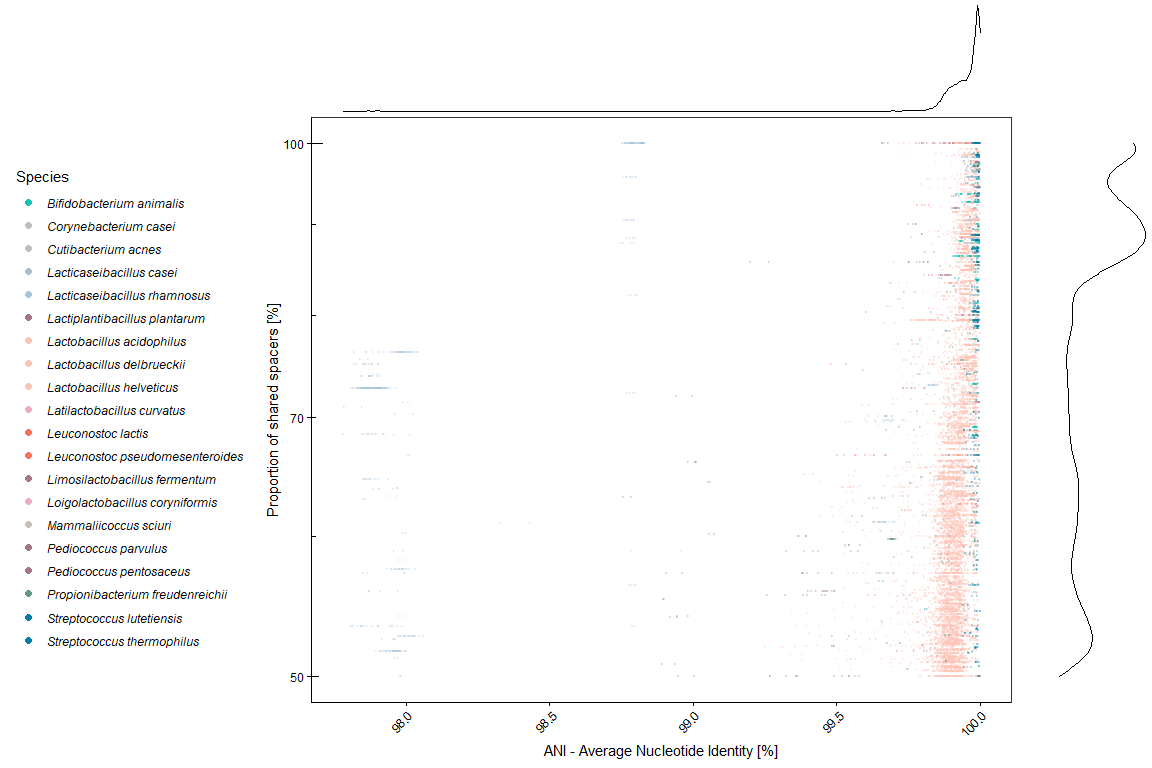 Species
Bifidobacterium animalis
Corynebacterium casei
Cutibacterium acnes
Lacticaseibacillus casei
Lacticaseibacillus rhamnosus
Lactiplantibacillus plantarum
Lactobacillus acidophilus
Lactobacillus delbrueckii
Lactobacillus helveticus
Latilactobacillus curvatus
Leuconostoc lactis
Leuconostoc pseudomesenteroides
Limosilactobacillus fermentum
Loigolactobacillus coryniformis
Mammaliicoccus sciuri
Pediococcus parvulus
Pediococcus pentosaceus
Propionibacterium freudenreichii
Streptococcus lutetiensis
Streptococcus thermophilus
Proportion of shared spacers [%]
100
70
50
98.0
98.5
99.0
99.5
100.0
ANI - Average Nucleotide Identity [%]